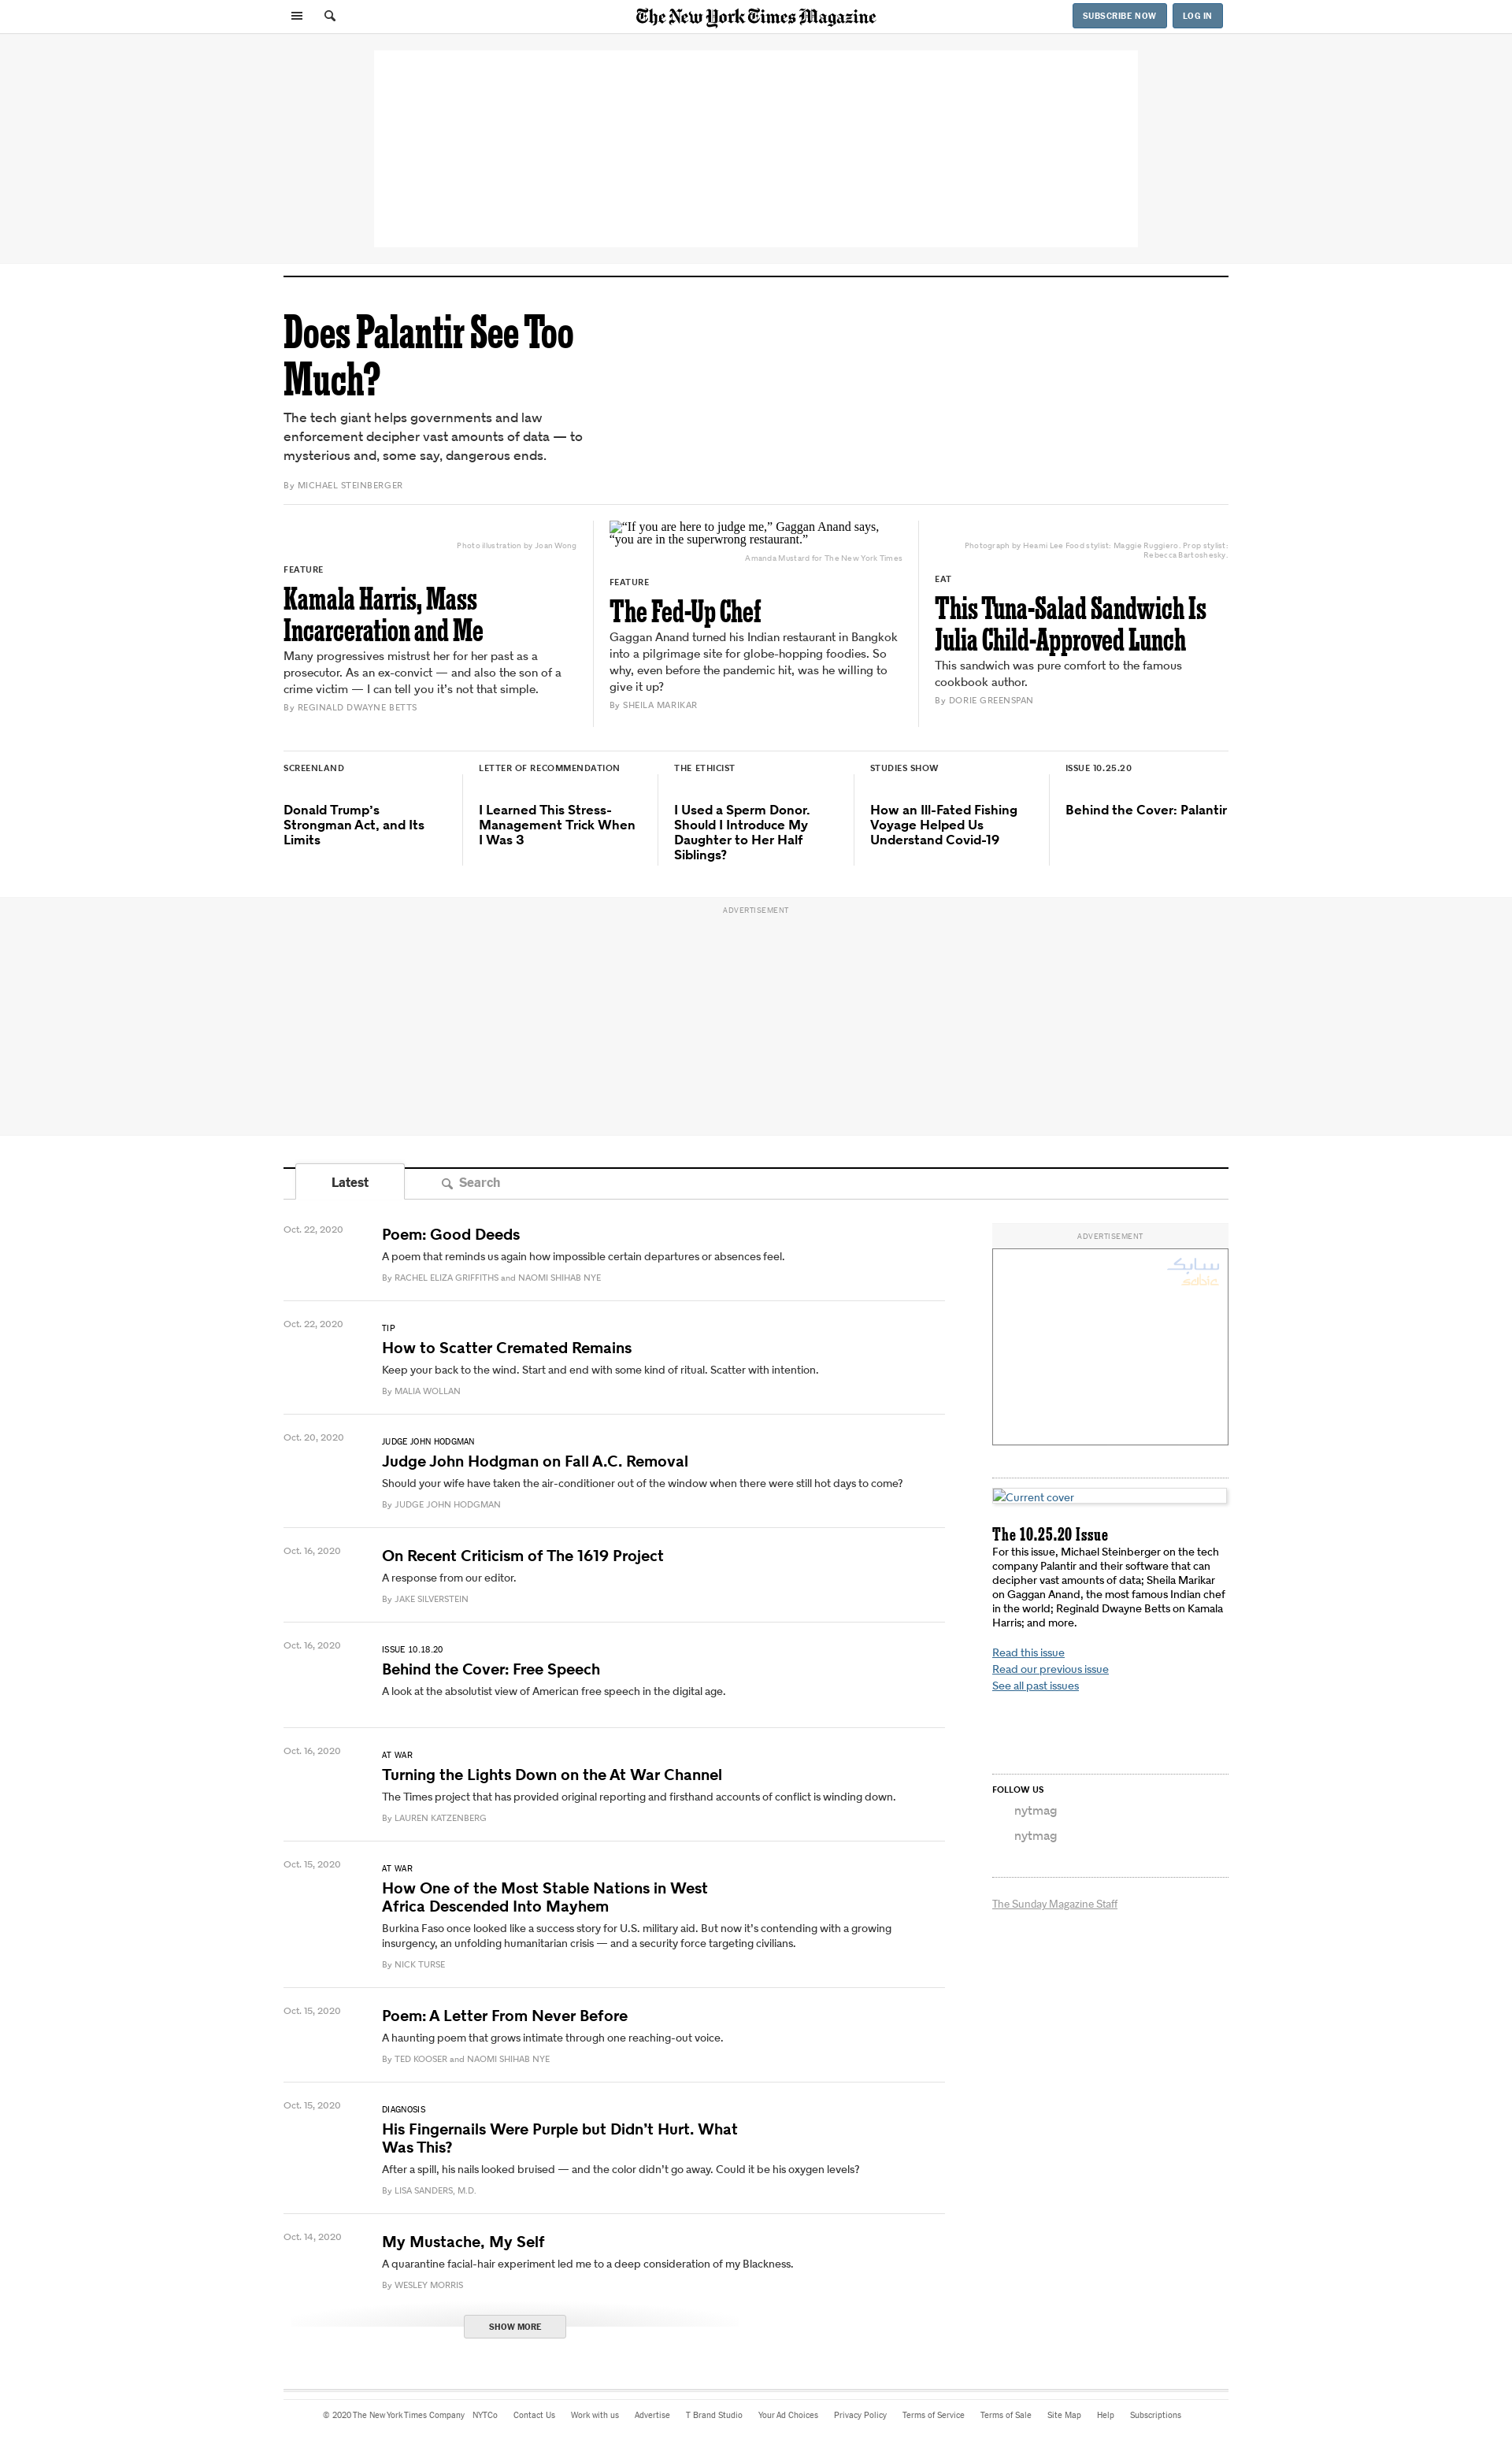 The New York Times Magazine
SUBSCRIBE NOW
LOG IN
Does Palantir See Too
Much?
The tech giant helps governments and law
enforcement decipher vast amounts of data — to
mysterious and, some say, dangerous ends.
By MICHAEL STEINBERGER
Photo illustration by Joan Wong
FEATURE
Kamala Harris, Mass
Incarceration and Me
Many progressives mistrust her for her past as a
prosecutor. As an ex-convict — and also the son of a
crime victim — I can tell you it’s not that simple.
By REGINALD DWAYNE BETTS
“If you are here to judge me,” Gaggan Anand says,
“you are in the superwrong restaurant.”
Amanda Mustard for The New York Times
FEATURE
The Fed-Up Chef
Gaggan Anand turned his Indian restaurant in Bangkok
into a pilgrimage site for globe-hopping foodies. So
why, even before the pandemic hit, was he willing to
give it up?
By SHEILA MARIKAR
Photograph by Heami Lee Food stylist: Maggie Ruggiero. Prop stylist:
Rebecca Bartoshesky.
EAT
This Tuna-Salad Sandwich Is
Julia Child-Approved Lunch
This sandwich was pure comfort to the famous
cookbook author.
By DORIE GREENSPAN
SCREENLAND
Donald Trump’s
Strongman Act, and Its
Limits
LETTER OF RECOMMENDATION
I Learned This Stress-
Management Trick When
I Was 3
THE ETHICIST
I Used a Sperm Donor.
Should I Introduce My
Daughter to Her Half
Siblings?
STUDIES SHOW
How an Ill-Fated Fishing
Voyage Helped Us
Understand Covid-19
ISSUE 10.25.20
Behind the Cover: Palantir
ADVERTISEMENT
Latest
Search
Oct. 22, 2020
Poem: Good Deeds
A poem that reminds us again how impossible certain departures or absences feel.
By RACHEL ELIZA GRIFFITHS and NAOMI SHIHAB NYE
Oct. 22, 2020
TIP
How to Scatter Cremated Remains
Keep your back to the wind. Start and end with some kind of ritual. Scatter with intention.
By MALIA WOLLAN
Oct. 20, 2020
JUDGE JOHN HODGMAN
Judge John Hodgman on Fall A.C. Removal
Should your wife have taken the air-conditioner out of the window when there were still hot days to come?
By JUDGE JOHN HODGMAN
Oct. 16, 2020
On Recent Criticism of The 1619 Project
A response from our editor.
By JAKE SILVERSTEIN
Oct. 16, 2020
ISSUE 10.18.20
Behind the Cover: Free Speech
A look at the absolutist view of American free speech in the digital age.
Oct. 16, 2020
AT WAR
Turning the Lights Down on the At War Channel
The Times project that has provided original reporting and firsthand accounts of conflict is winding down.
By LAUREN KATZENBERG
Oct. 15, 2020
AT WAR
How One of the Most Stable Nations in West
Africa Descended Into Mayhem
Burkina Faso once looked like a success story for U.S. military aid. But now it’s contending with a growing
insurgency, an unfolding humanitarian crisis — and a security force targeting civilians.
By NICK TURSE
Oct. 15, 2020
Poem: A Letter From Never Before
A haunting poem that grows intimate through one reaching-out voice.
By TED KOOSER and NAOMI SHIHAB NYE
Oct. 15, 2020
DIAGNOSIS
His Fingernails Were Purple but Didn’t Hurt. What
Was This?
After a spill, his nails looked bruised — and the color didn’t go away. Could it be his oxygen levels?
By LISA SANDERS, M.D.
Oct. 14, 2020
My Mustache, My Self
A quarantine facial-hair experiment led me to a deep consideration of my Blackness.
By WESLEY MORRIS
SHOW MORE
ADVERTISEMENT
سابك
sabic
Current cover
The 10.25.20 Issue
For this issue, Michael Steinberger on the tech
company Palantir and their software that can
decipher vast amounts of data; Sheila Marikar
on Gaggan Anand, the most famous Indian chef
in the world; Reginald Dwayne Betts on Kamala
Harris; and more.
Read this issue
Read our previous issue
See all past issues
FOLLOW US
nytmag
nytmag
The Sunday Magazine Staff
© 2020 The New York Times Company NYTCo Contact Us Work with us Advertise T Brand Studio Your Ad Choices Privacy Policy Terms of Service Terms of Sale Site Map Help Subscriptions